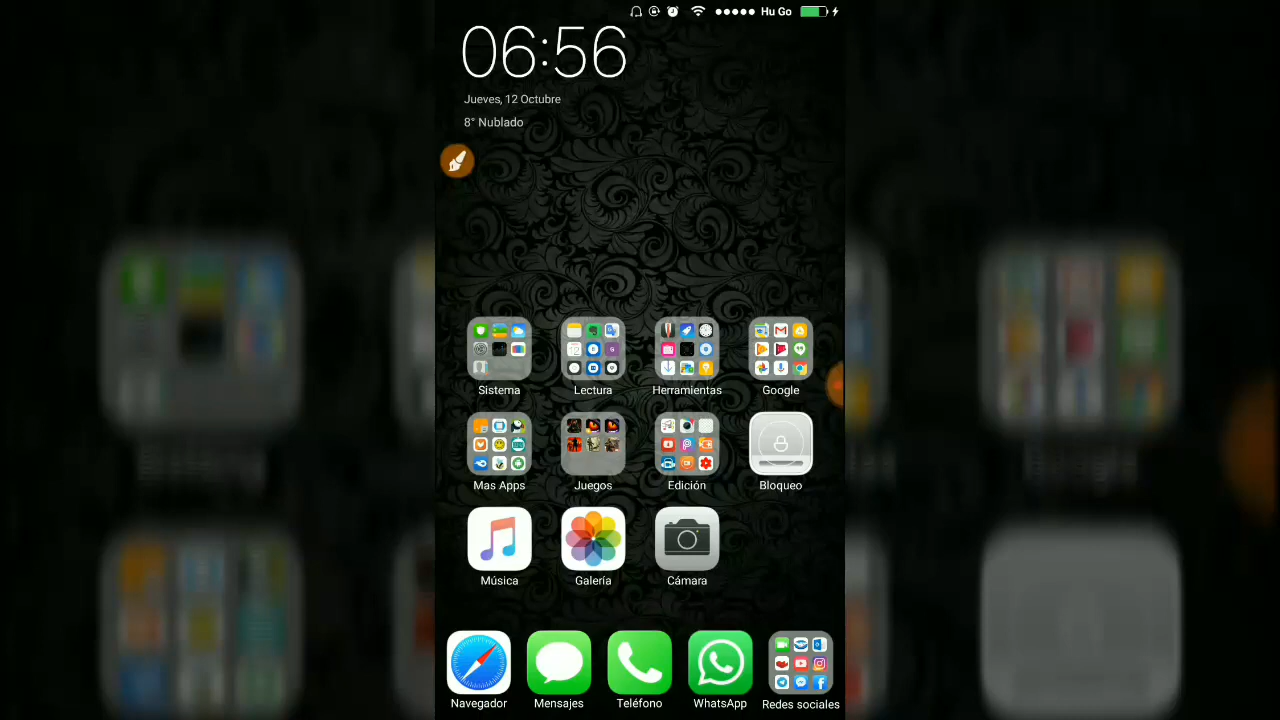 Hu Go
06:56
Jueves, 12 Octubre
8° Nublado
Sistema
Lectura
Herramientas
Google
Mas Apps
Juegos
Edición
Bloqueo
Música
Galería
Cámara
Navegador
Mensajes
Teléfono
WhatsApp
Redes sociales